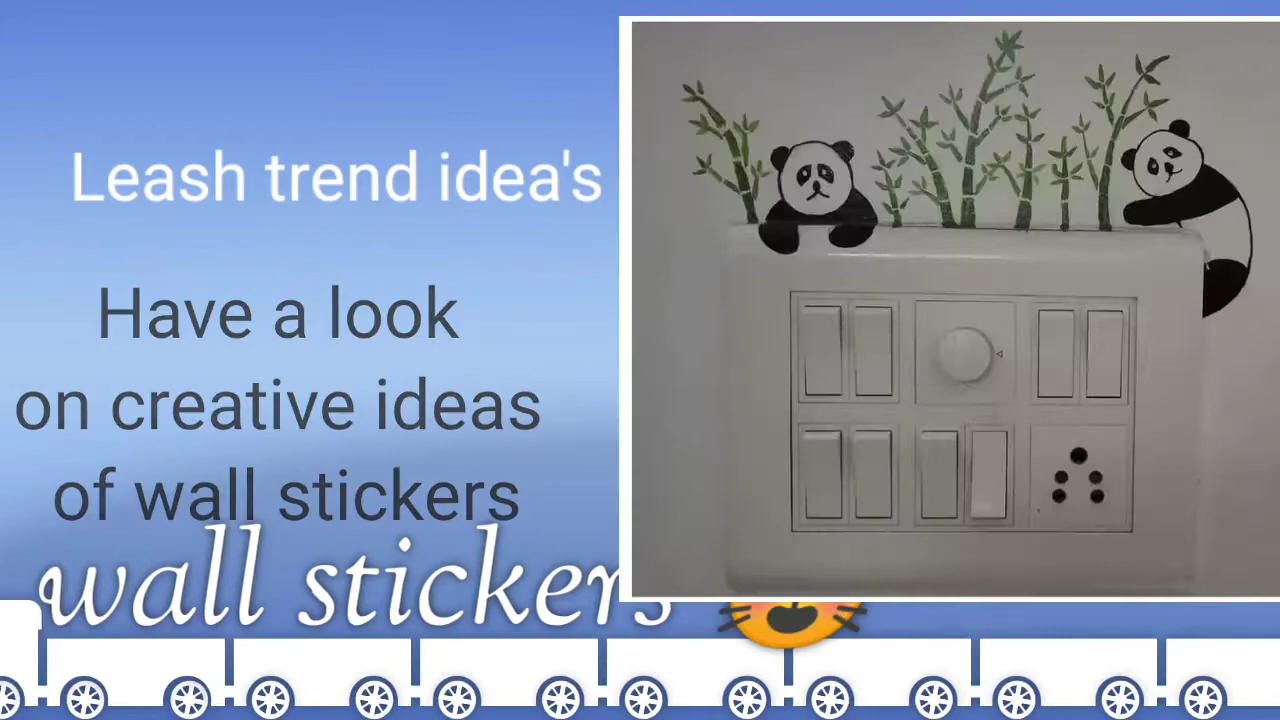 Leash trend idea's
Have a look
on creative ideas
of wall stickers
wall stickers